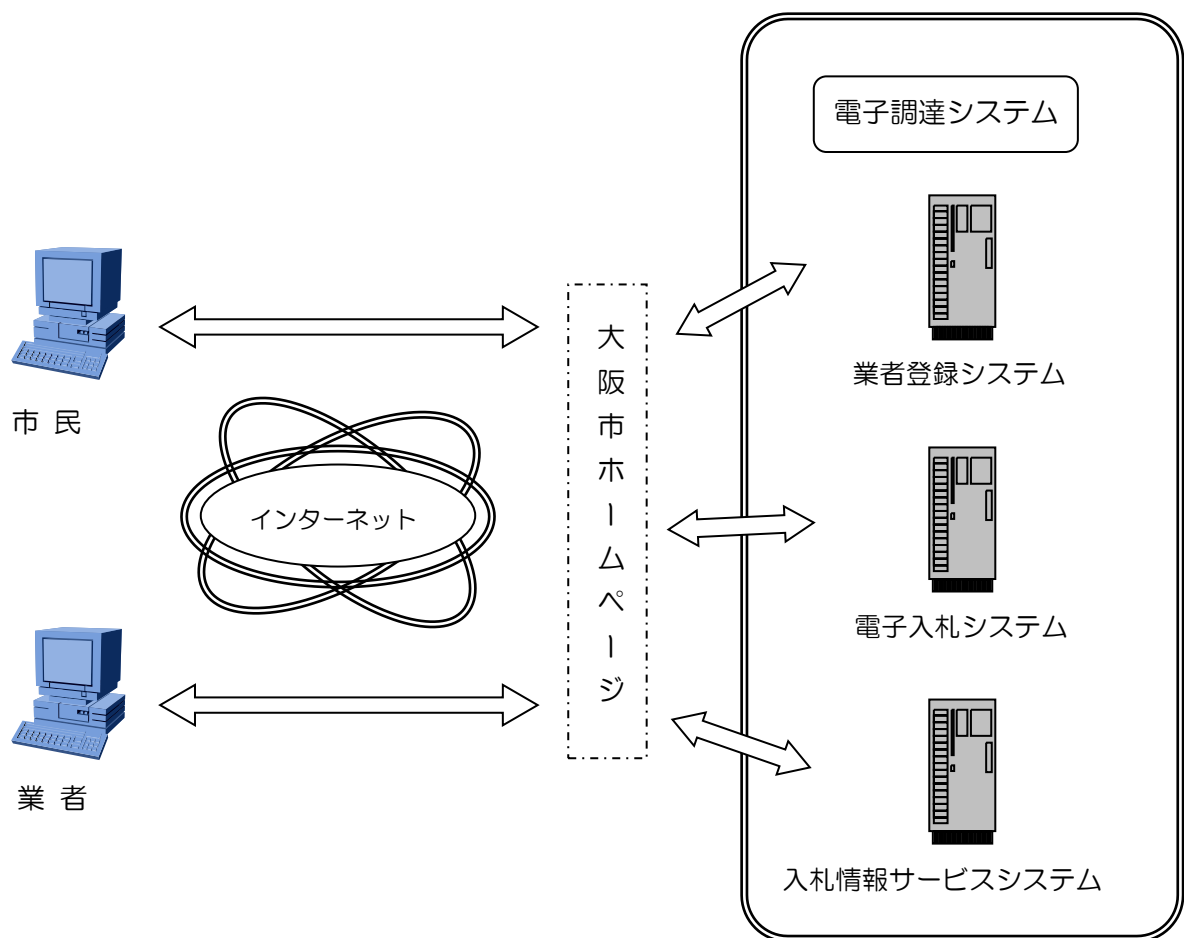 電子調達システム
業者登録システム
市 民
大阪市ホームページ
インターネット
電子入札システム
業 者
入札情報サービスシステム